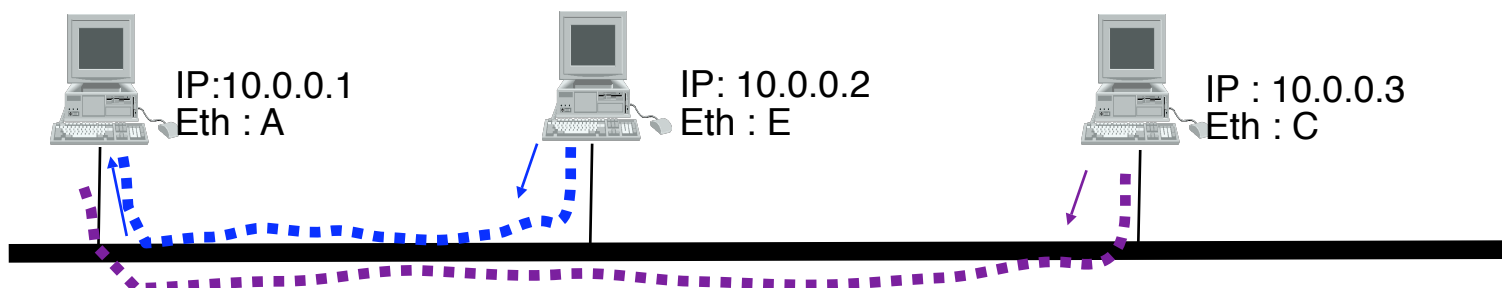 IP:10.0.0.1
Eth : A
IP: 10.0.0.2
Eth : E
IP : 10.0.0.3
Eth : C